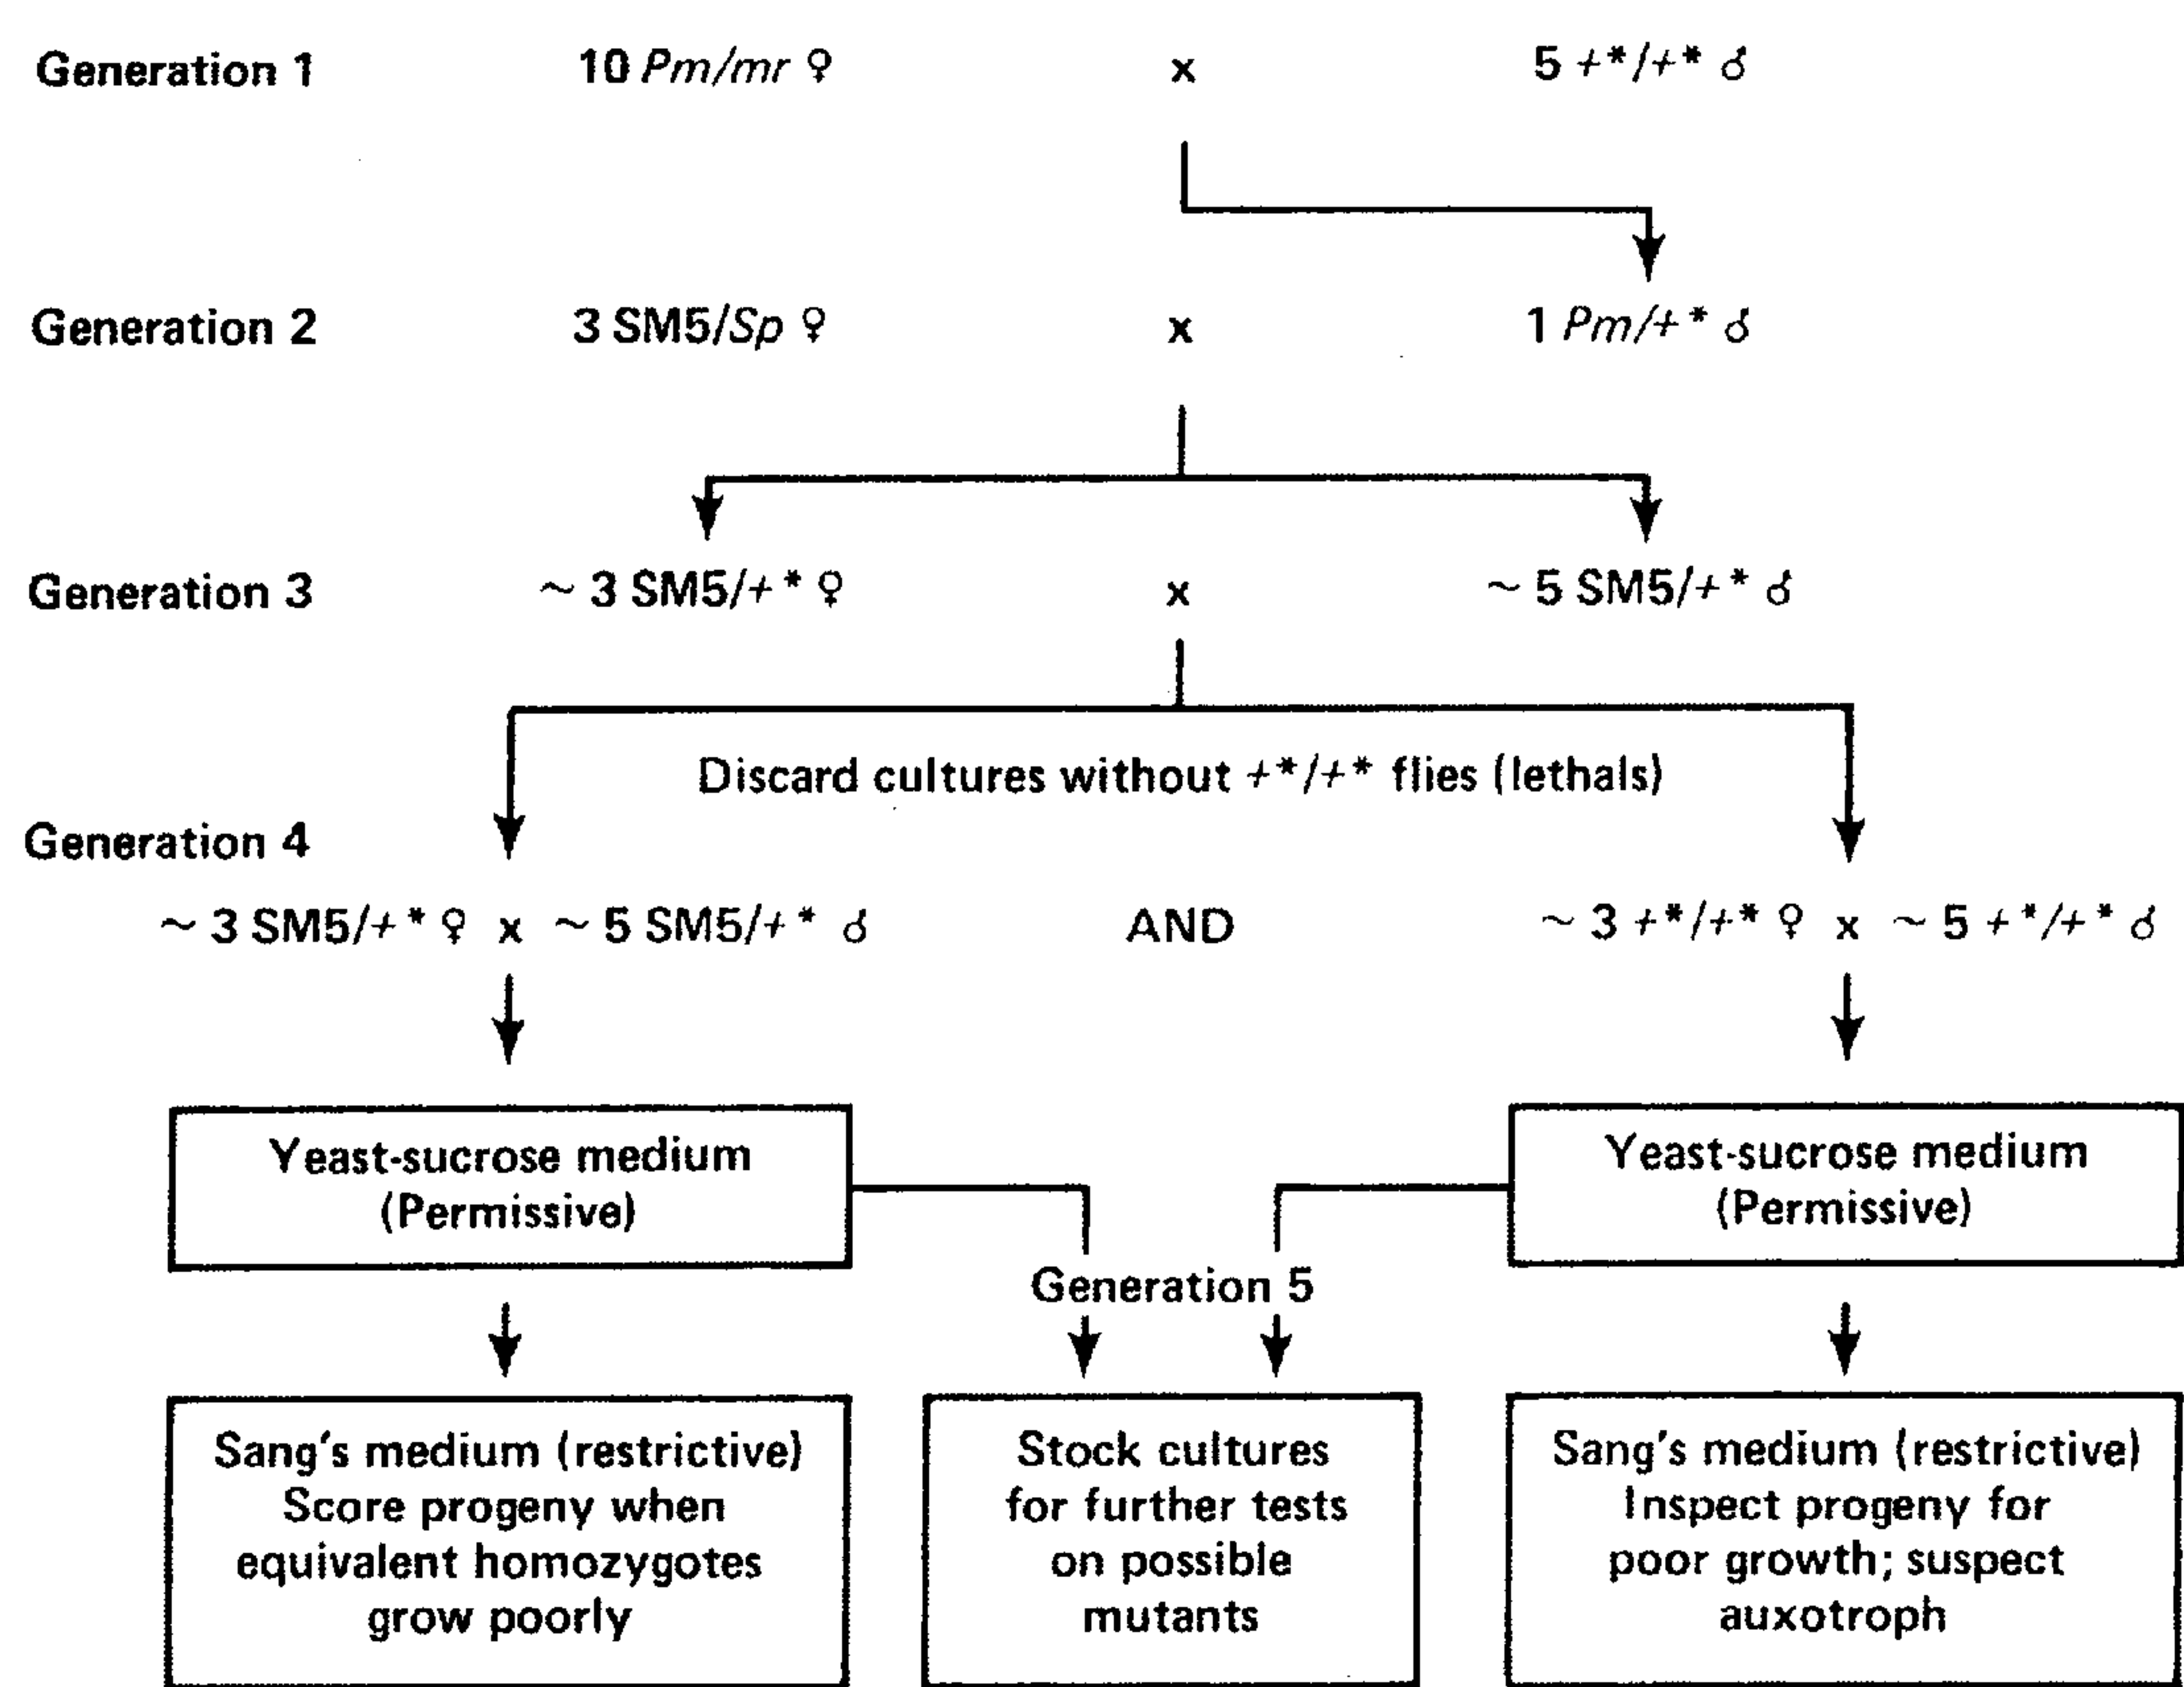 Generation 1 10 Pm/mr ♀ x 5 +*/+* ♂
Generation 2 3 SM5/Sp ♀ x 1 Pm/+* ♂
Generation 3 ~ 3 SM5/+* ♀ x ~ 5 SM5/+* ♂
Discard cultures without +*/+* flies (lethals)
Generation 4
~ 3 SM5/+* ♀ x ~ 5 SM5/+* ♂ AND ~ 3 +*/+* ♀ x ~ 5 +*/+* ♂
Yeast-sucrose medium
(Permissive)
Yeast-sucrose medium
(Permissive)
Generation 5
Sang's medium (restrictive)
Score progeny when
equivalent homozygotes
grow poorly
Stock cultures
for further tests
on possible
mutants
Sang's medium (restrictive)
Inspect progeny for
poor growth; suspect
auxotroph